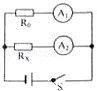 R₀ A₁
Rₓ A₂
S